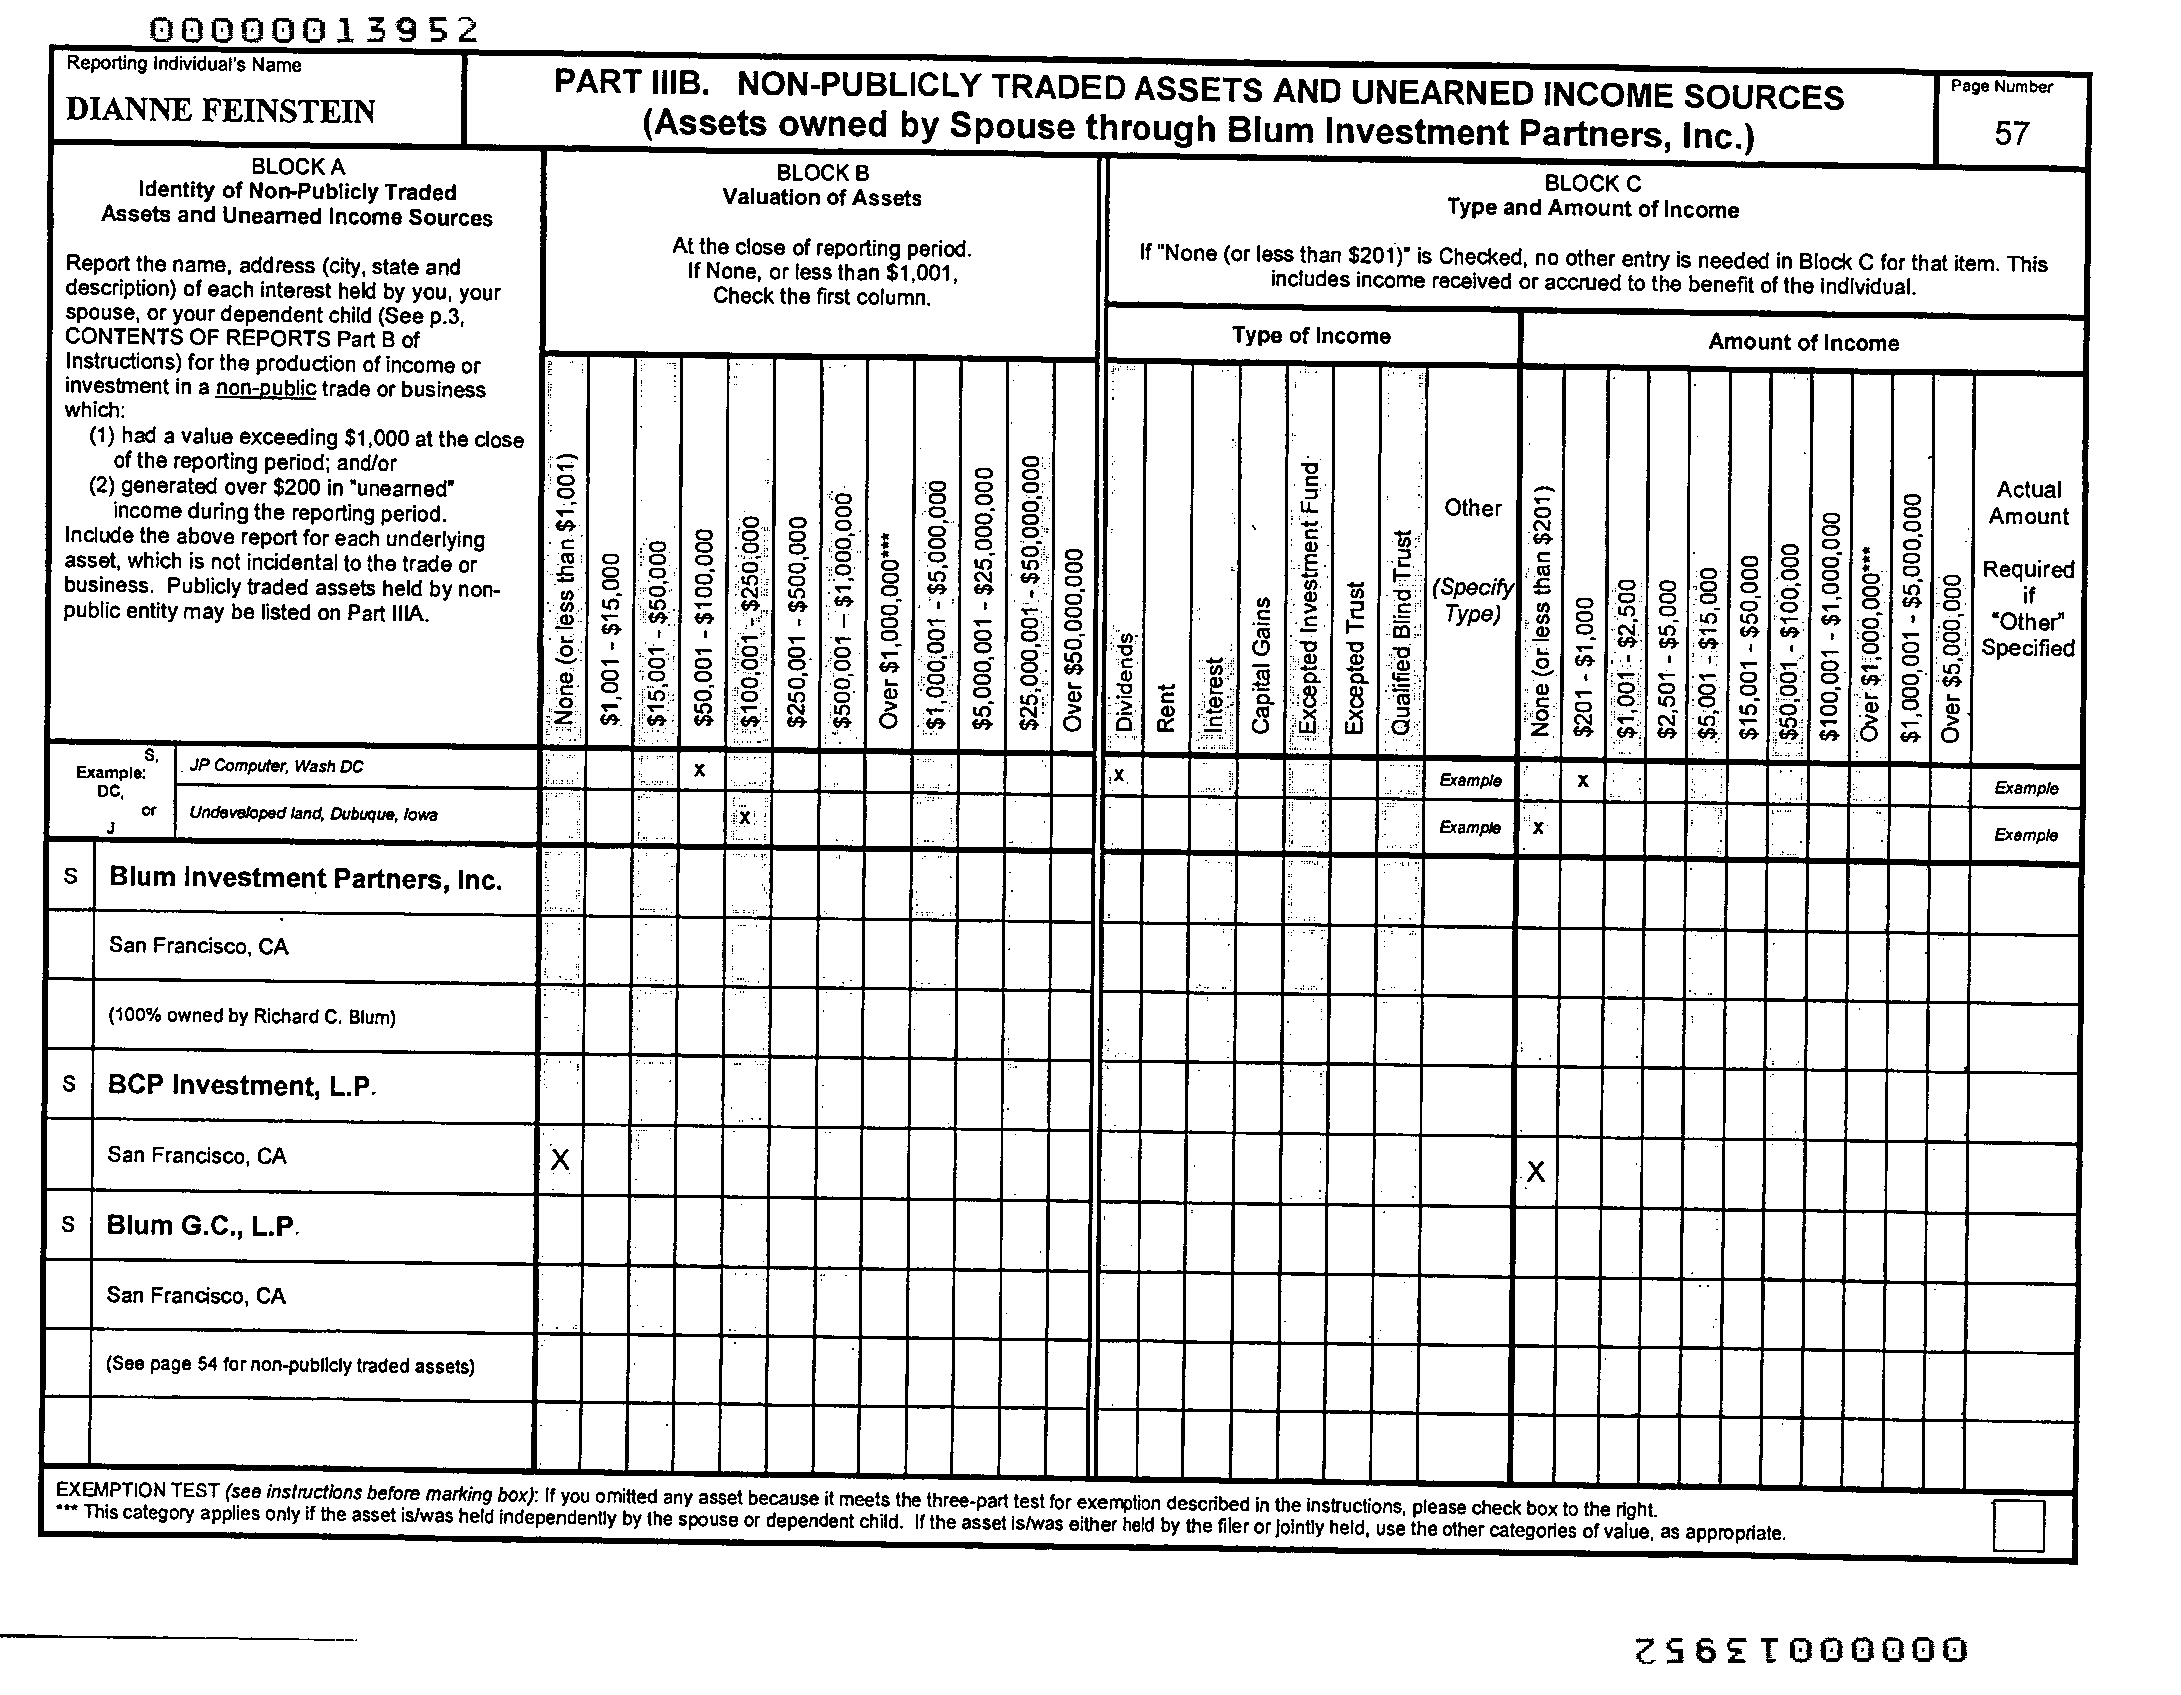 00000013952
Reporting Individual's Name
DIANNE FEINSTEIN
PART IIIB. NON-PUBLICLY TRADED ASSETS AND UNEARNED INCOME SOURCES
(Assets owned by Spouse through Blum Investment Partners, Inc.)
Page Number
57
BLOCK A
Identity of Non-Publicly Traded
Assets and Unearned Income Sources
Report the name, address (city, state and
description) of each interest held by you, your
spouse, or your dependent child (See p.3,
CONTENTS OF REPORTS Part B of
Instructions) for the production of income or
investment in a non-public trade or business
which:
(1) had a value exceeding $1,000 at the close
of the reporting period; and/or
(2) generated over $200 in "unearned"
income during the reporting period.
Include the above report for each underlying
asset, which is not incidental to the trade or
business. Publicly traded assets held by non-
public entity may be listed on Part IIIA.
BLOCK B
Valuation of Assets
At the close of reporting period.
If None, or less than $1,001,
Check the first column.
BLOCK C
Type and Amount of Income
If "None (or less than $201)" is Checked, no other entry is needed in Block C for that item. This
includes income received or accrued to the benefit of the individual.
Type of Income
Amount of Income
None (or less than $1,001)
$1,001 - $15,000
$15,001 - $50,000
$50,001 - $100,000
$100,001 - $250,000
$250,001 - $500,000
$500,001 - $1,000,000
Over $1,000,000***
$1,000,001 - $5,000,000
$5,000,001 - $25,000,000
$25,000,001 - $50,000,000
Over $50,000,000
Dividends
Rent
Interest
Capital Gains
Excepted Investment Fund
Excepted Trust
Qualified Blind Trust
Other
(Specify
Type)
None (or less than $201)
$201 - $1,000
$1,001 - $2,500
$2,501 - $5,000
$5,001 - $15,000
$15,001 - $50,000
$50,001 - $100,000
$100,001 - $1,000,000
Over $1,000,000***
$1,000,001 - $5,000,000
Over $5,000,000
Actual
Amount
Required
if
"Other"
Specified
S,
Example:
DC,
or
J
JP Computer, Wash DC
x
x
Example
x
Example
Undeveloped land, Dubuque, Iowa
x
Example
x
Example
S
Blum Investment Partners, Inc.
San Francisco, CA
(100% owned by Richard C. Blum)
S
BCP Investment, L.P.
San Francisco, CA
X
X
S
Blum G.C., L.P.
San Francisco, CA
(See page 54 for non-publicly traded assets)
EXEMPTION TEST (see instructions before marking box): If you omitted any asset because it meets the three-part test for exemption described in the instructions, please check box to the right.
*** This category applies only if the asset is/was held independently by the spouse or dependent child. If the asset is/was either held by the filer or jointly held, use the other categories of value, as appropriate.
00000013952